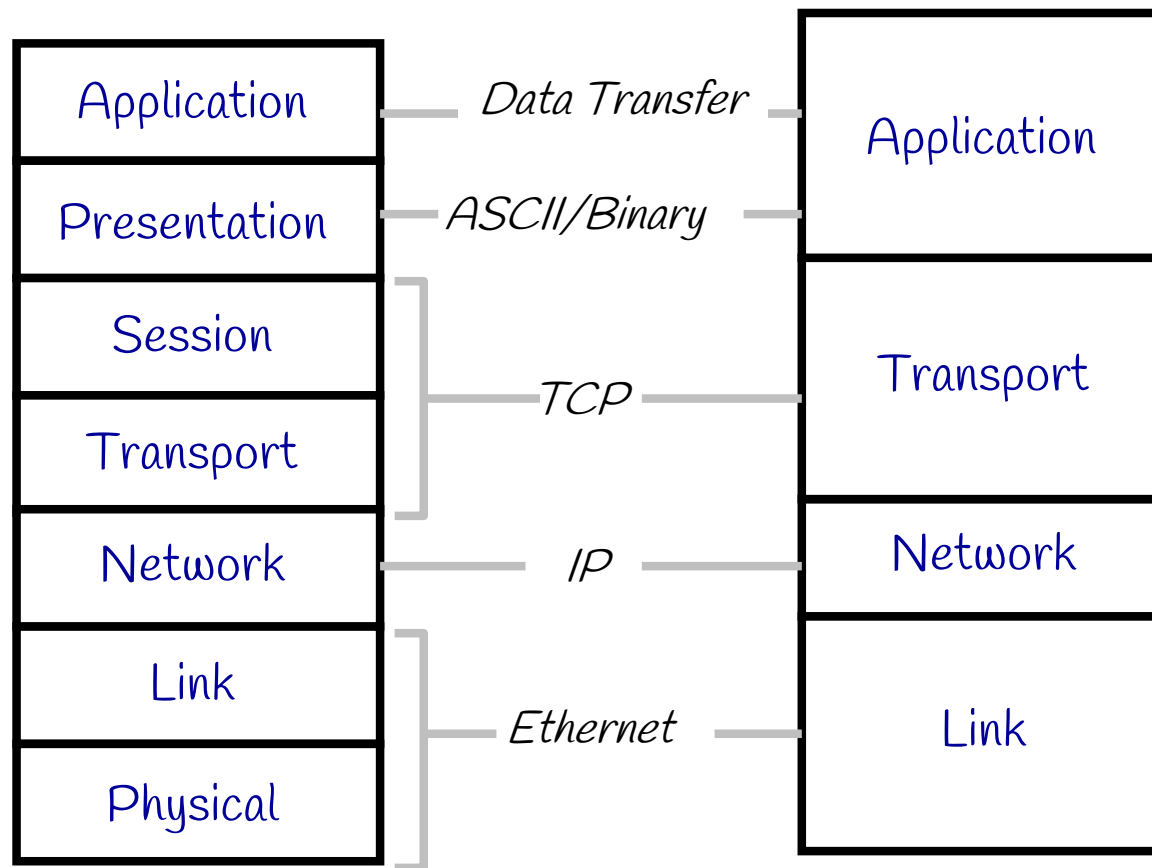 Application
Presentation
Session
Transport
Network
Link
Physical
Data Transfer
ASCII/Binary
TCP
IP
Ethernet
Application
Transport
Network
Link